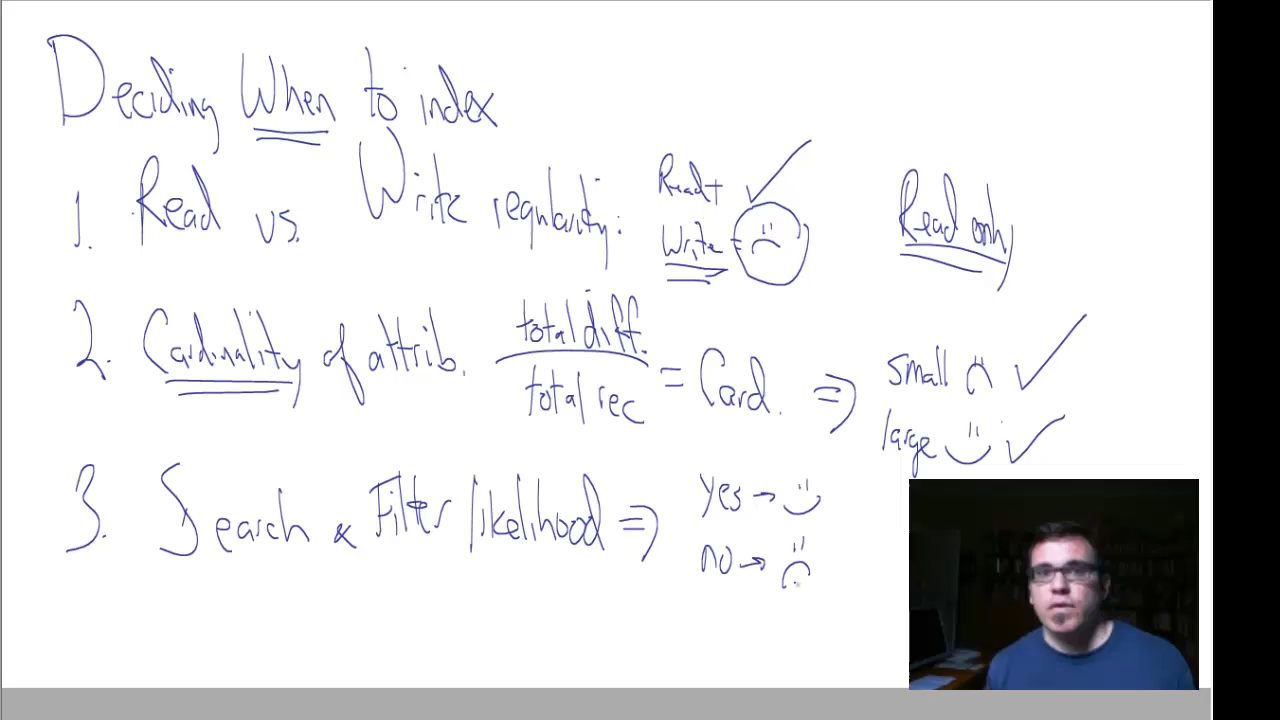 Deciding When to index
1. Read vs. Write regularity: Read + Write = Read only
2. Cardinality of attrib. total diff. / total rec = Card. ⇒ small large
3. Search & Filter likelihood ⇒ yes → no →